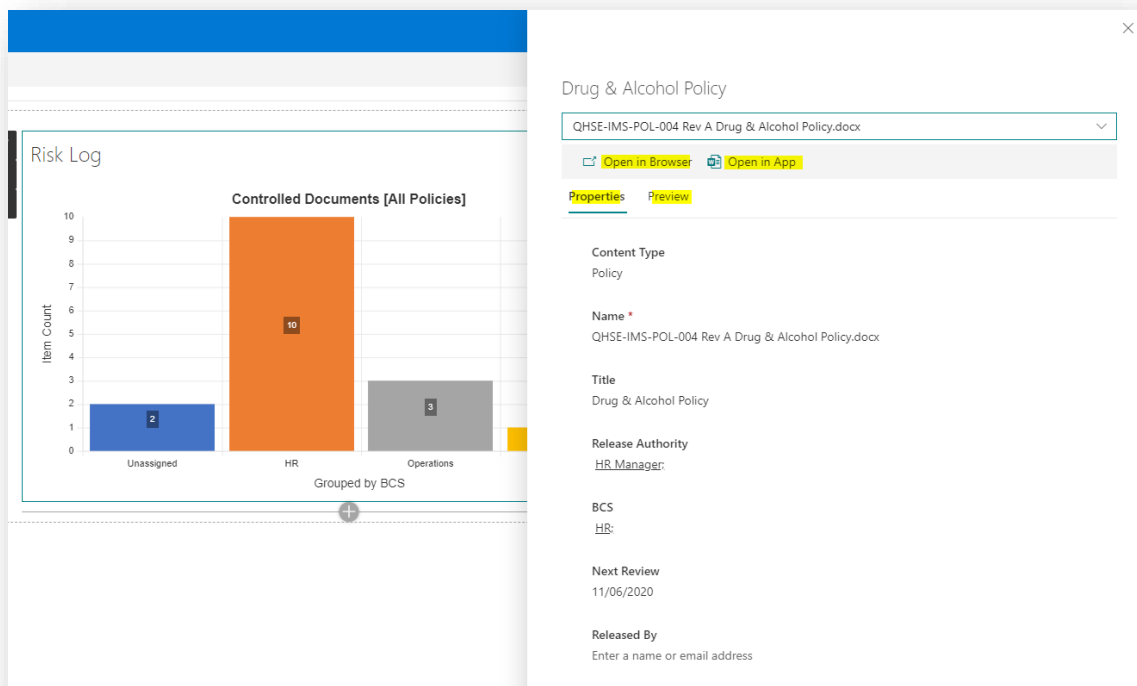 Risk Log
Controlled Documents [All Policies]
Item Count
10
9
8
7
6
5
4
3
2
1
0
2
10
3
Unassigned
HR
Operations
Grouped by BCS
Drug & Alcohol Policy
QHSE-IMS-POL-004 Rev A Drug & Alcohol Policy.docx
Open in Browser Open in App
Properties Preview
Content Type
Policy
Name *
QHSE-IMS-POL-004 Rev A Drug & Alcohol Policy.docx
Title
Drug & Alcohol Policy
Release Authority
HR Manager;
BCS
HR;
Next Review
11/06/2020
Released By
Enter a name or email address